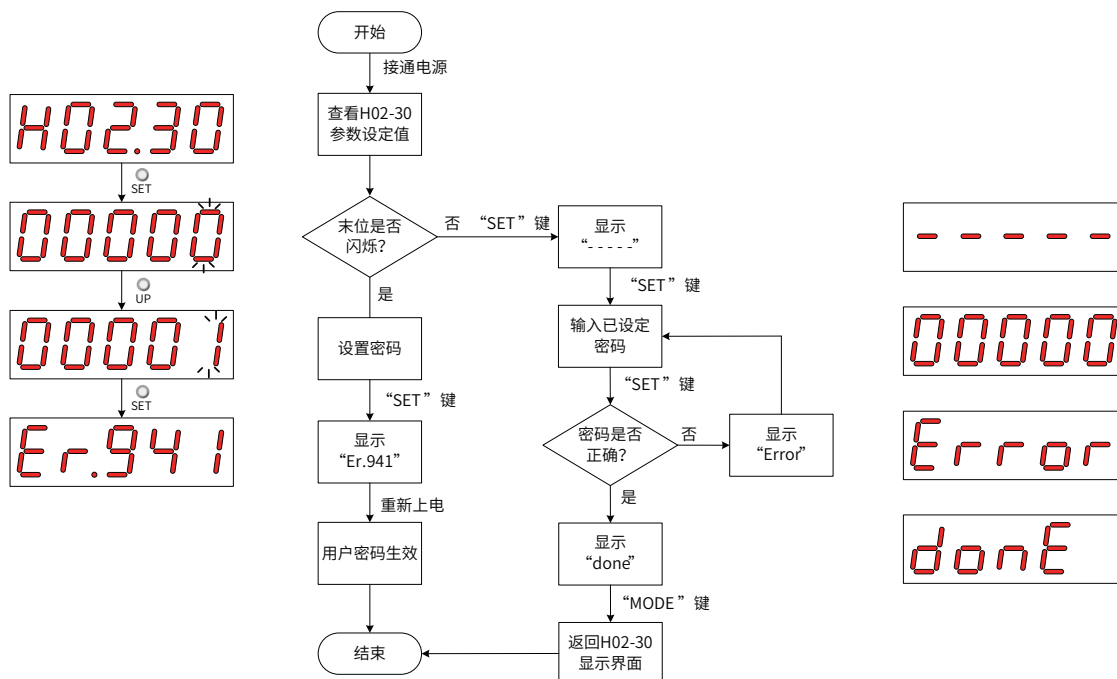 H02.30
SET
00000
UP
00001
SET
Er.941
开始
接通电源
查看H02-30
参数设定值
末位是否
闪烁?
是
设置密码
“SET”键
显示
“Er.941”
重新上电
用户密码生效
结束
否 “SET”键
显示
“- - - - -”
“SET”键
输入已设定
密码
“SET”键
密码是否
正确?
否
显示
“Error”
是
显示
“done”
“MODE”键
返回H02-30
显示界面
- - - - -
00000
Error
donE